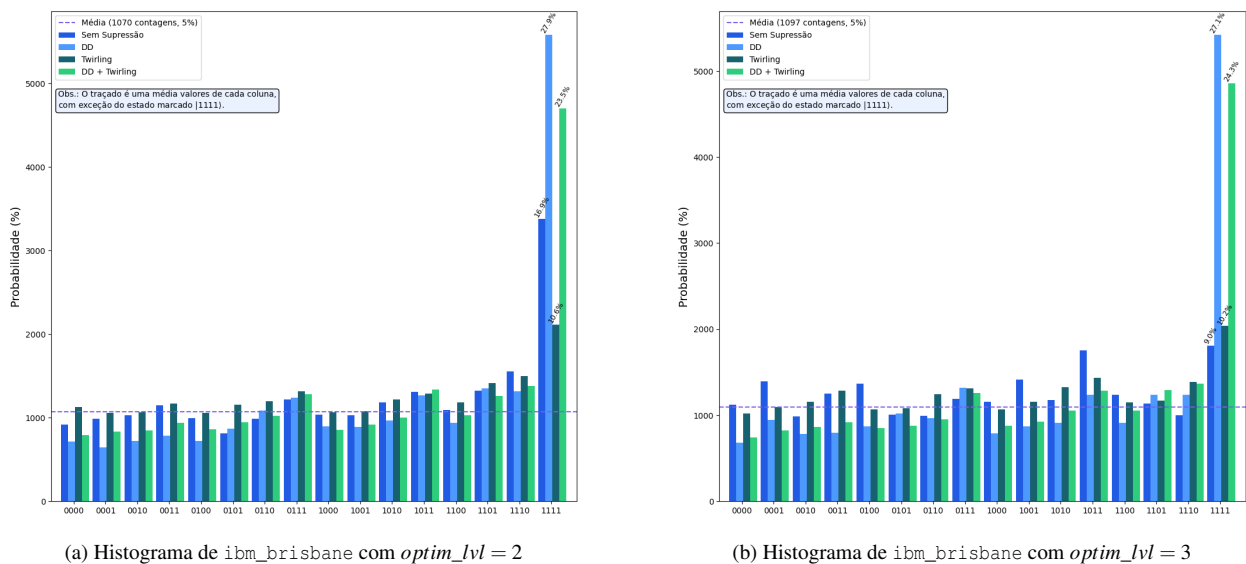 Média (1070 contagens, 5%)
Sem Supressão
DD
Twirling
DD + Twirling
Obs.: O traçado é uma média valores de cada coluna,
com exceção do estado marcado |1111⟩.
Probabilidade (%)
5000
4000
3000
2000
1000
0
16.9%
27.9%
10.6%
23.5%
0000 0001 0010 0011 0100 0101 0110 0111 1000 1001 1010 1011 1100 1101 1110 1111
(a) Histograma de ibm_brisbane com optim_lvl = 2
Média (1097 contagens, 5%)
Sem Supressão
DD
Twirling
DD + Twirling
Obs.: O traçado é uma média valores de cada coluna,
com exceção do estado marcado |1111⟩.
Probabilidade (%)
5000
4000
3000
2000
1000
0
9.0%
27.1%
10.2%
24.3%
0000 0001 0010 0011 0100 0101 0110 0111 1000 1001 1010 1011 1100 1101 1110 1111
(b) Histograma de ibm_brisbane com optim_lvl = 3